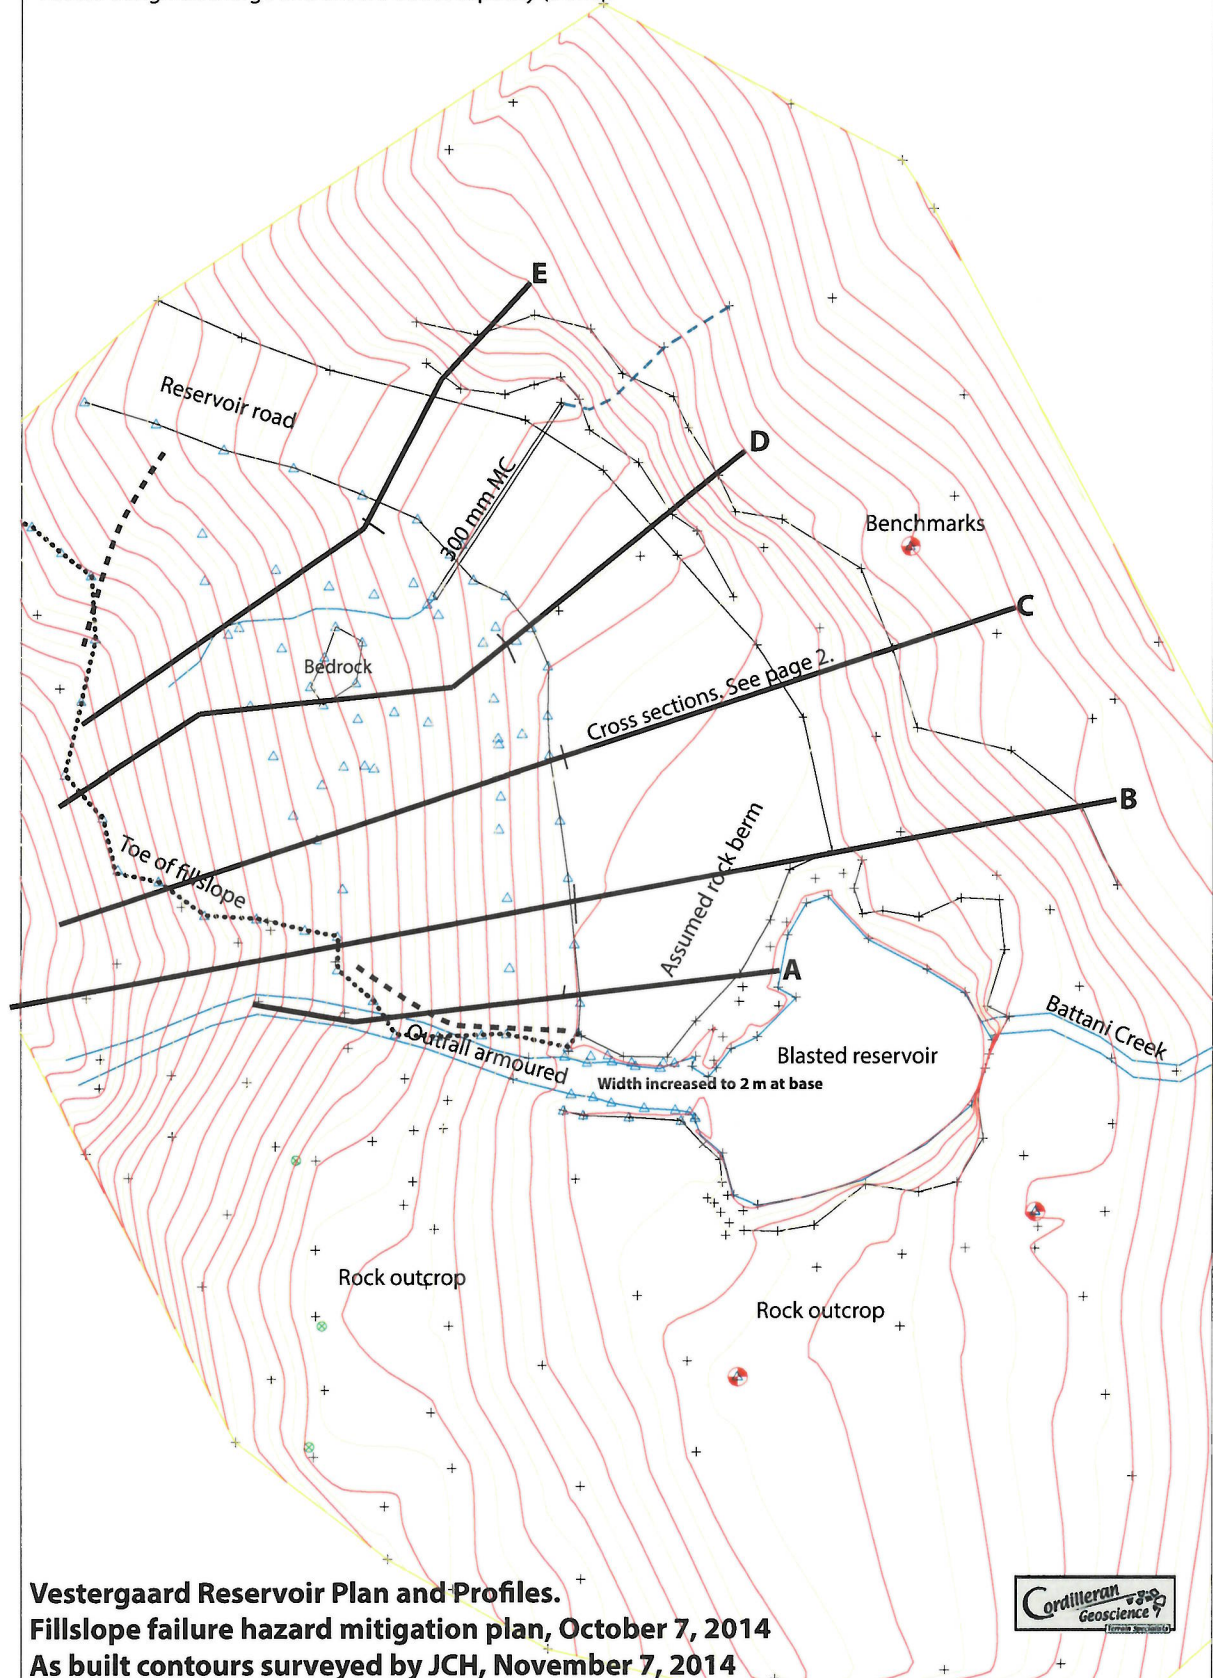 E
Reservoir road
D
300 mm MC
Benchmarks
C
Bedrock
Cross sections. See page 2.
B
Assumed rock berm
Toe of fillslope
A
Battani Creek
Outfall armoured
Blasted reservoir
Width increased to 2 m at base
Rock outcrop
Rock outcrop
Vestergaard Reservoir Plan and Profiles.
Fillslope failure hazard mitigation plan, October 7, 2014
As built contours surveyed by JCH, November 7, 2014
Cordilleran
Geoscience
Terrain Specialists